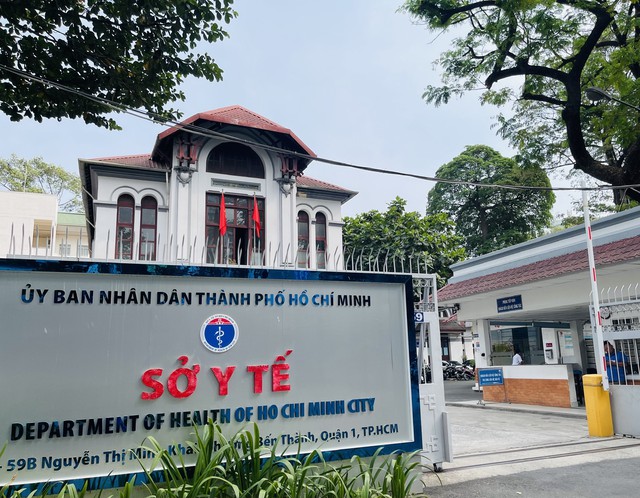 ỦY BAN NHÂN DÂN THÀNH PHỐ HỒ CHÍ MINH
SỞ Y TẾ
DEPARTMENT OF HEALTH OF HO CHI MINH CITY
- 59B Nguyễn Thị Minh Bến Thành, Quận 1, TP.HCM